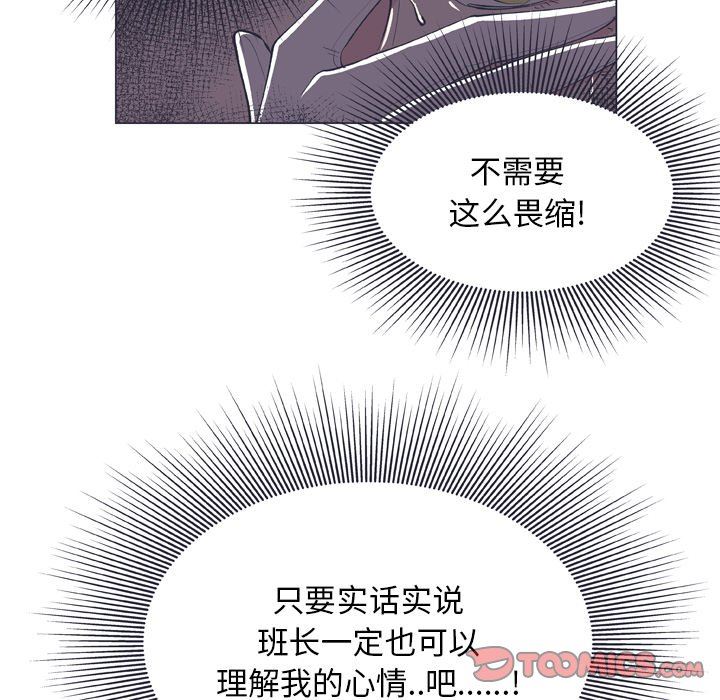 不需要
这么畏缩!
只要实话实说
班长一定也可以
理解我的心情..吧......!
TOOMICS.COM